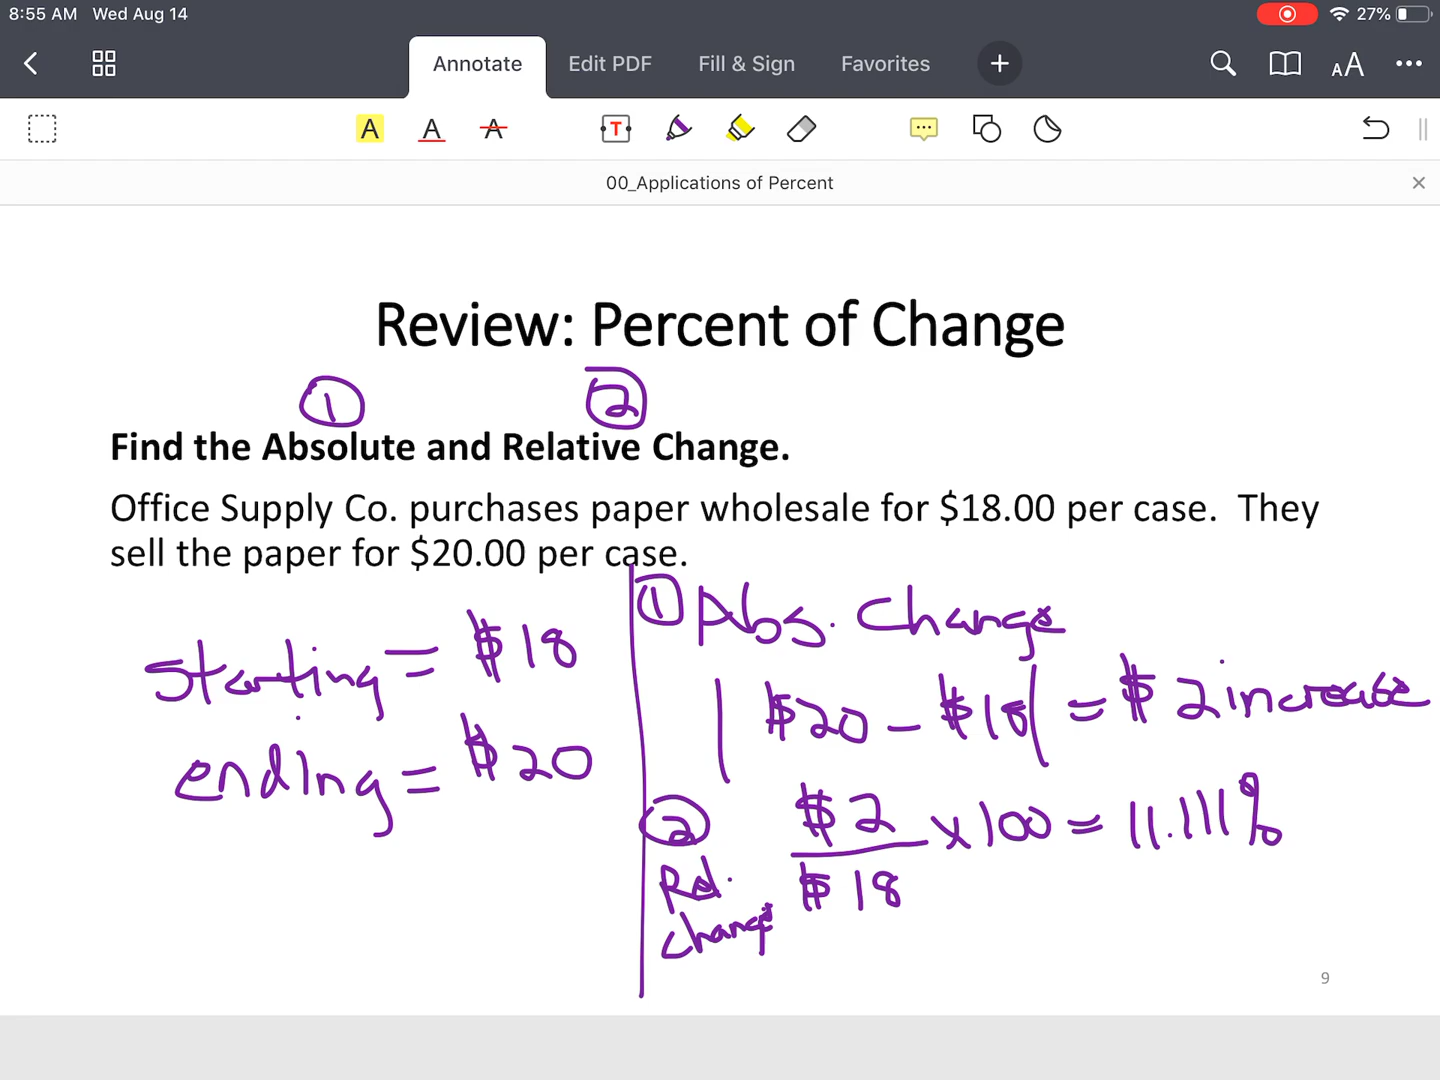 8:55 AM Wed Aug 14 27%
Annotate Edit PDF Fill & Sign Favorites + AA
A A A T
00_Applications of Percent
Review: Percent of Change
1 2
Find the Absolute and Relative Change.
Office Supply Co. purchases paper wholesale for $18.00 per case. They
sell the paper for $20.00 per case.
starting = $18
ending = $20
1 Abs. Change
| $20 - $18 | = $2 increase
2 Rel. change
$2
$18
x 100 = 11.111%
9